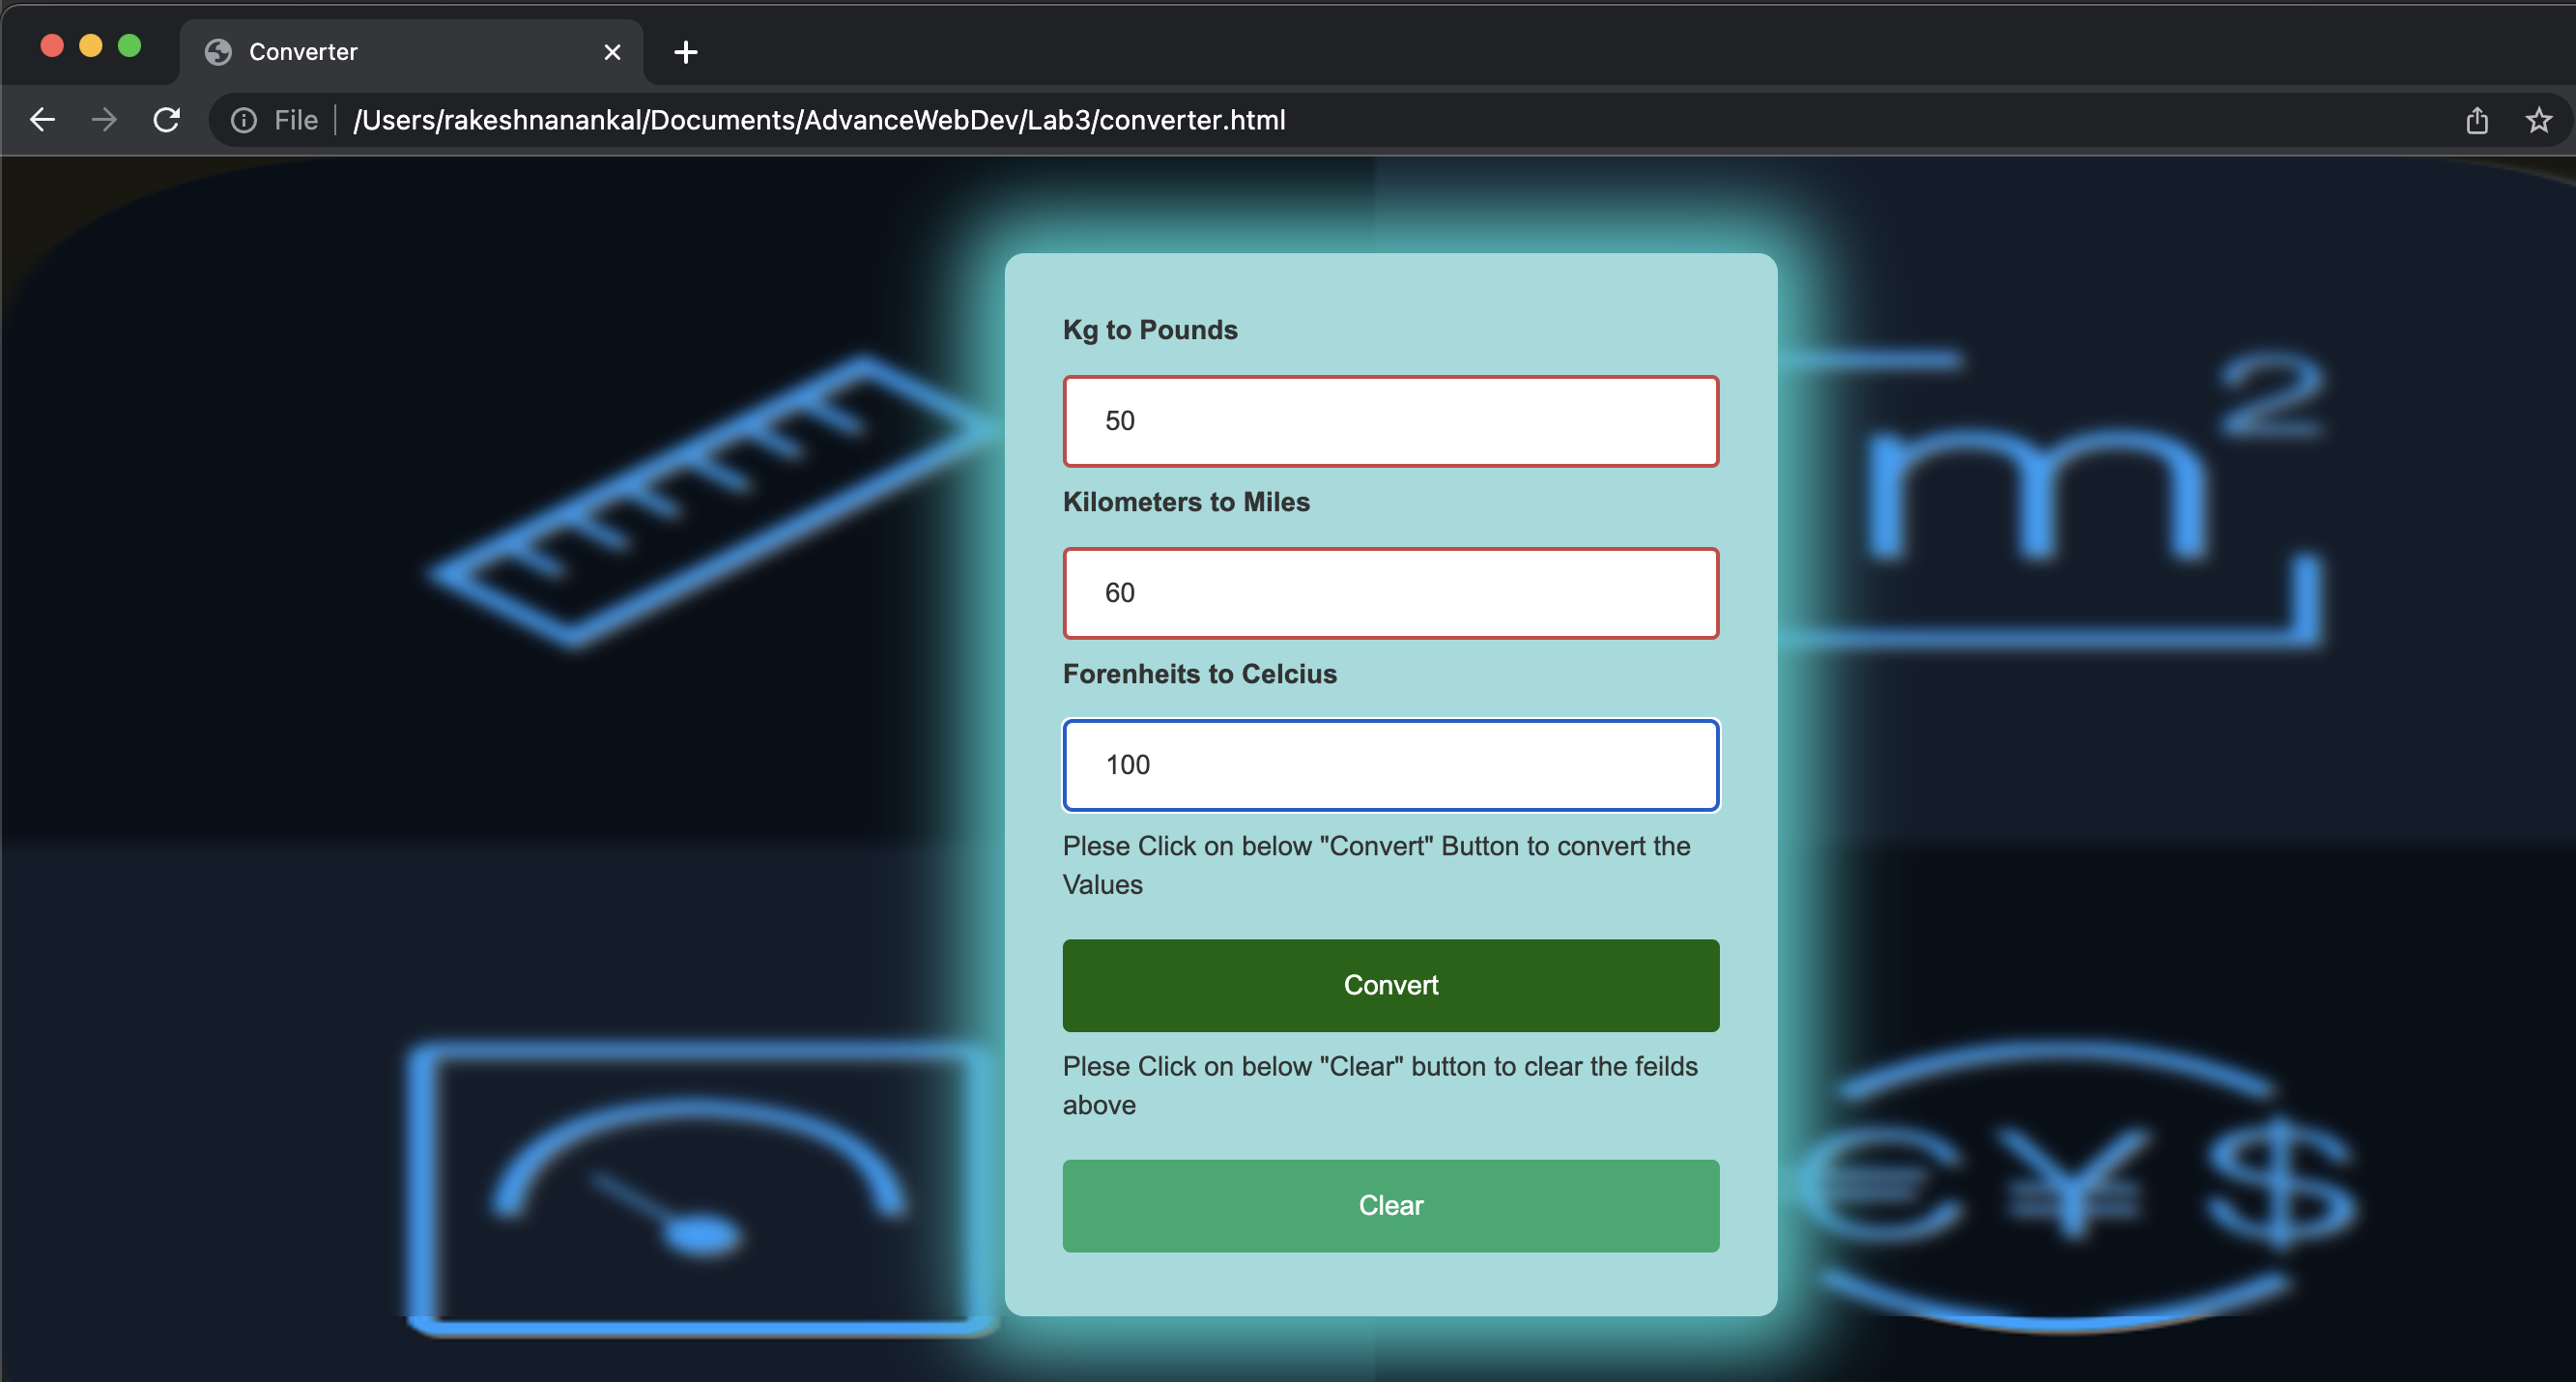 Converter
File
/Users/rakeshnanankal/Documents/AdvanceWebDev/Lab3/converter.html
Kg to Pounds
50
Kilometers to Miles
60
Forenheits to Celcius
100
Plese Click on below "Convert" Button to convert the
Values
Convert
Plese Click on below "Clear" button to clear the feilds
above
Clear
m²
€ ¥ $